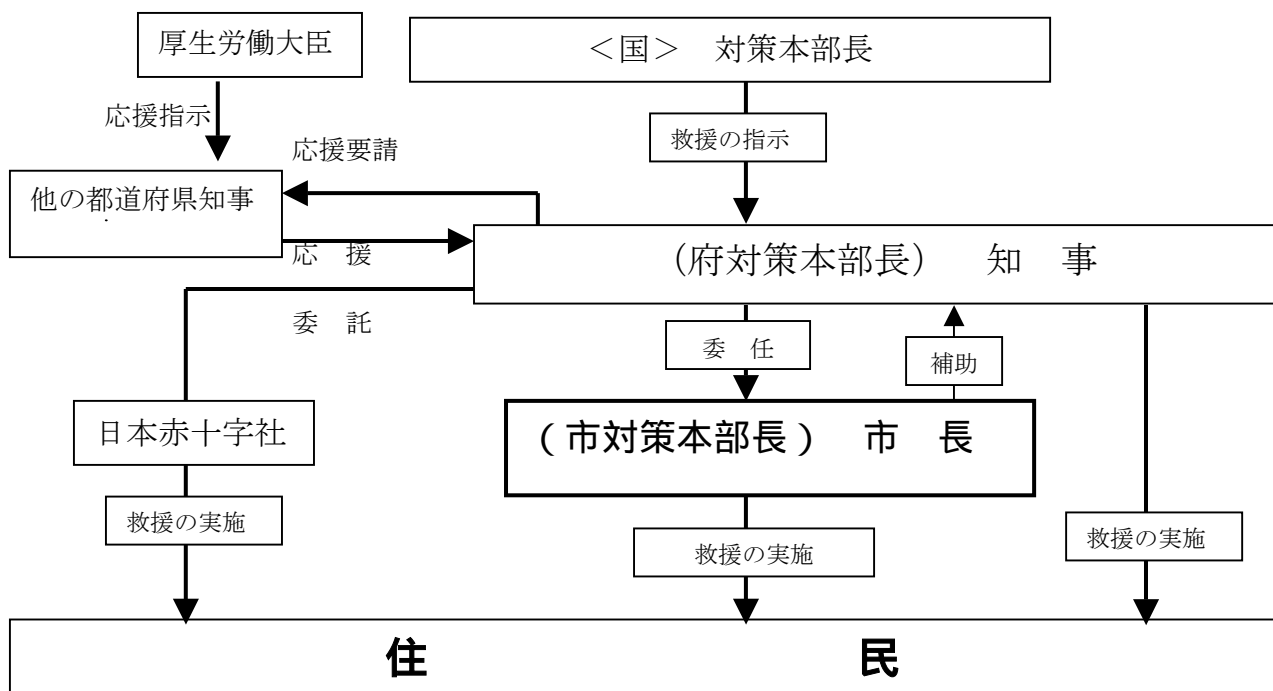 厚生労働大臣
＜国＞　対策本部長
応援指示
救援の指示
応援要請
他の都道府県知事
応　援
（府対策本部長）　知　事
委　託
委　任
補助
日本赤十字社
（市対策本部長）　市　長
救援の実施
救援の実施
救援の実施
住　民